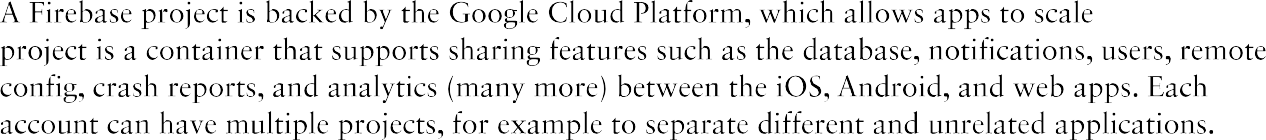 A Firebase project is backed by the Google Cloud Platform, which allows apps to scale
project is a container that supports sharing features such as the database, notifications, users, remote
config, crash reports, and analytics (many more) between the iOS, Android, and web apps. Each
account can have multiple projects, for example to separate different and unrelated applications.